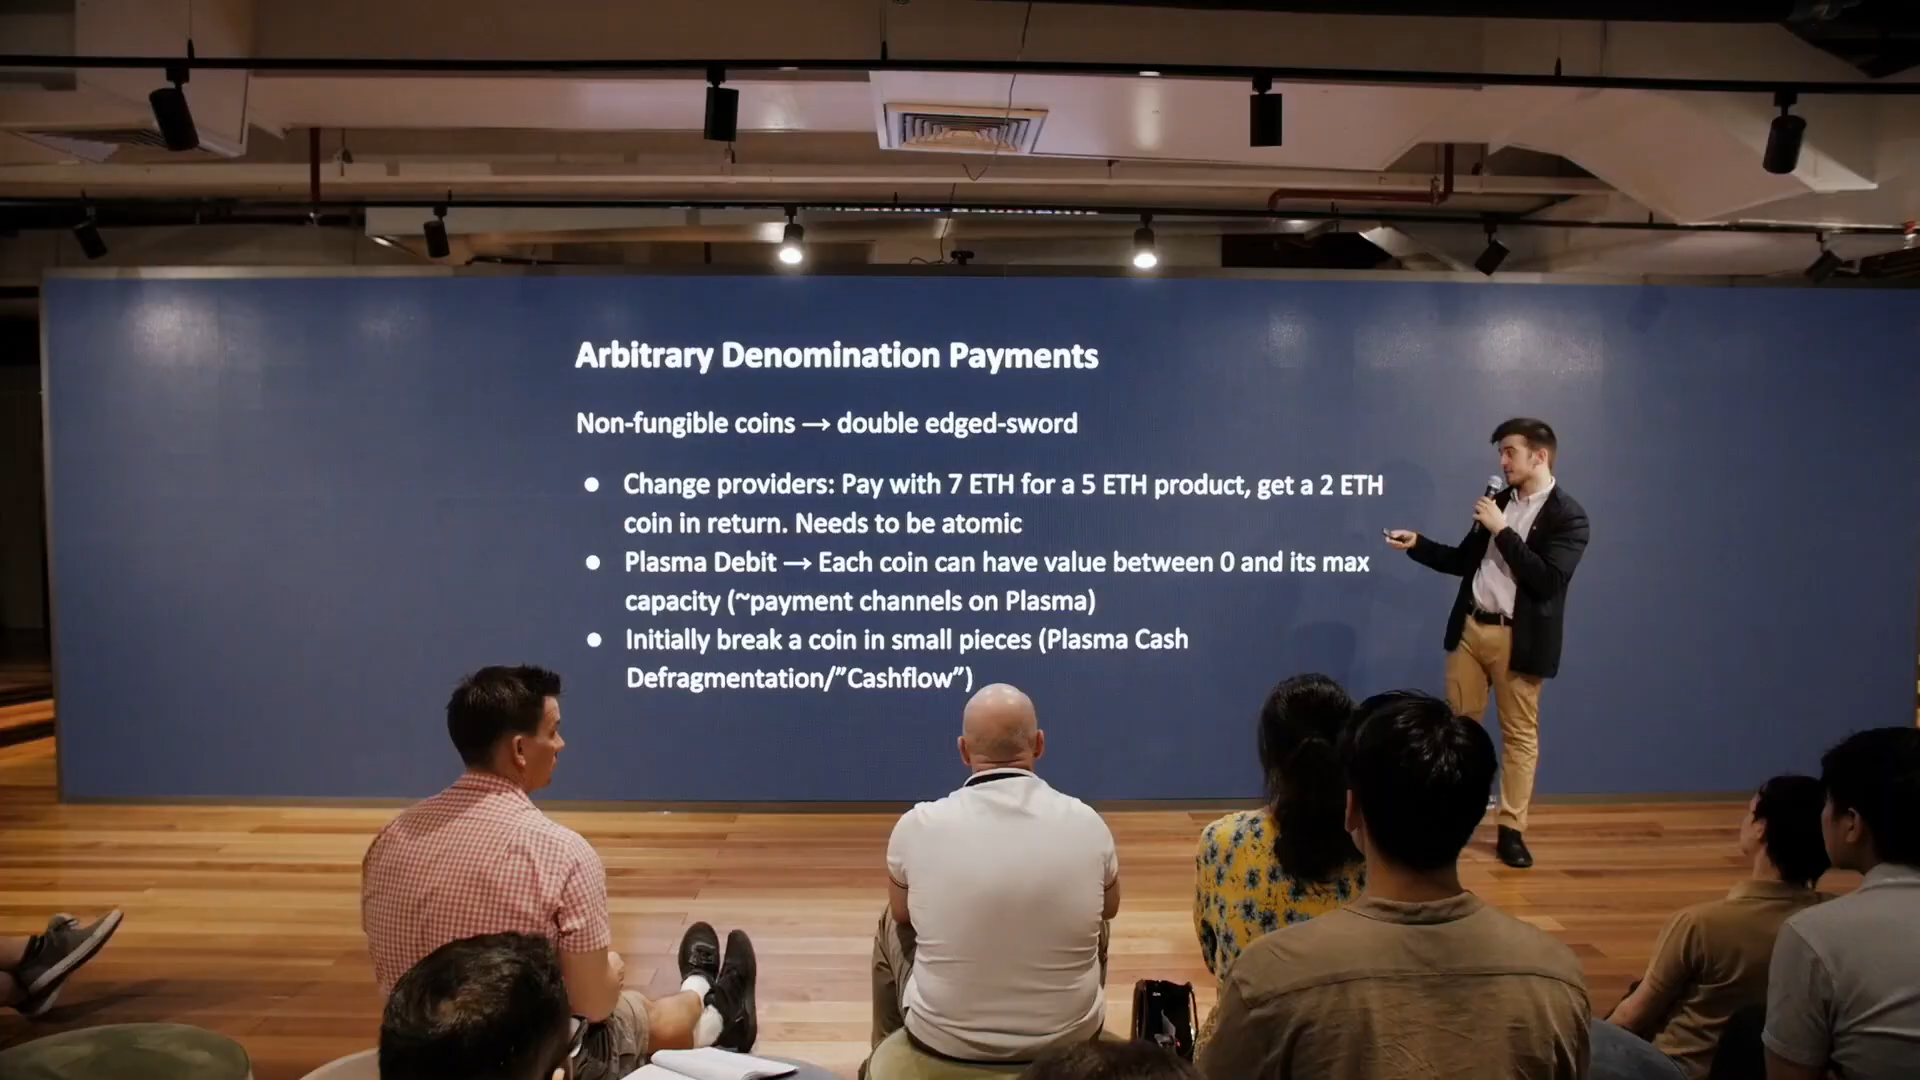 Arbitrary Denomination Payments
Non-fungible coins → double edged-sword
● Change providers: Pay with 7 ETH for a 5 ETH product, get a 2 ETH
coin in return. Needs to be atomic
● Plasma Debit → Each coin can have value between 0 and its max
capacity (~payment channels on Plasma)
● Initially break a coin in small pieces (Plasma Cash
Defragmentation/”Cashflow”)